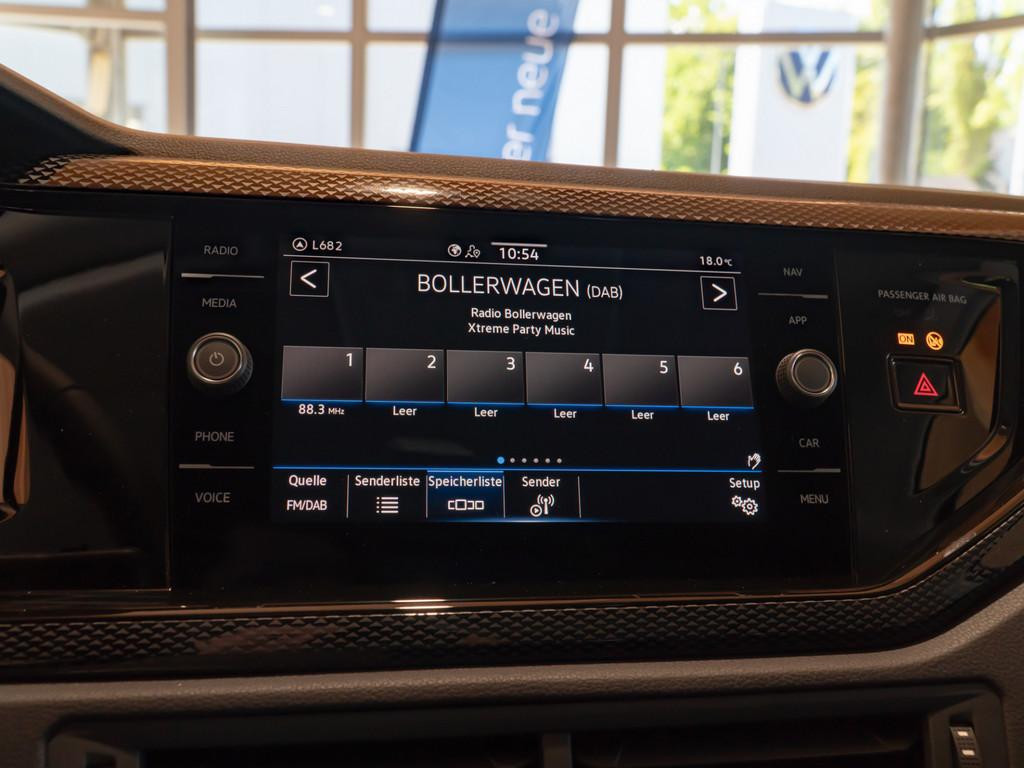 er neue
RADIO
MEDIA
PHONE
VOICE
L682
10:54
18.0°C
<
BOLLERWAGEN (DAB)
>
Radio Bollerwagen
Xtreme Party Music
1 2 3 4 5 6
88.3 MHz Leer Leer Leer Leer Leer
Quelle Senderliste Speicherliste Sender Setup
FM/DAB
NAV
APP
CAR
MENU
PASSENGER AIR BAG
ON